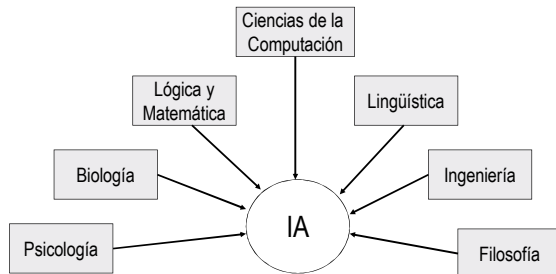 Ciencias de la
Computación
Lógica y
Matemática
Lingüística
Biología
Ingeniería
IA
Psicología
Filosofía